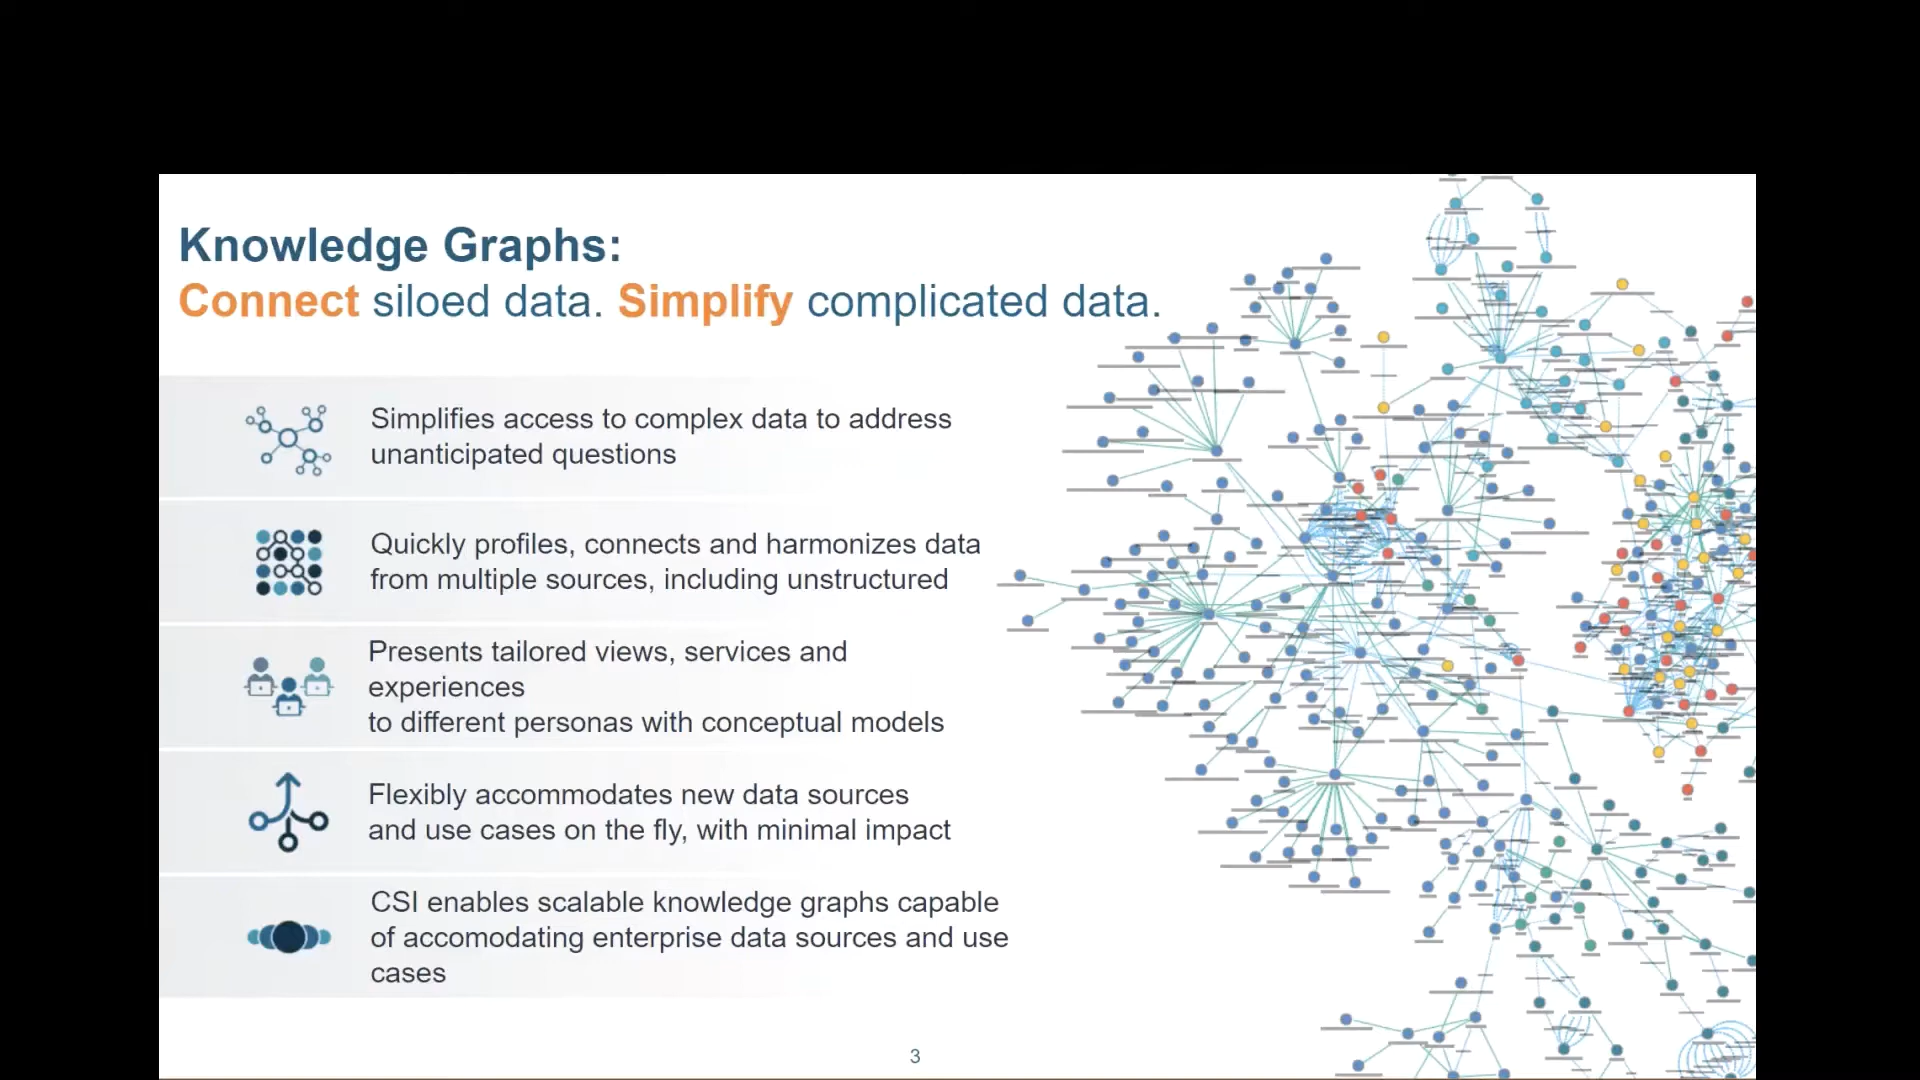 Knowledge Graphs:
Connect siloed data. Simplify complicated data.
Simplifies access to complex data to address
unanticipated questions
Quickly profiles, connects and harmonizes data
from multiple sources, including unstructured
Presents tailored views, services and
experiences
to different personas with conceptual models
Flexibly accommodates new data sources
and use cases on the fly, with minimal impact
CSI enables scalable knowledge graphs capable
of accomodating enterprise data sources and use
cases
3